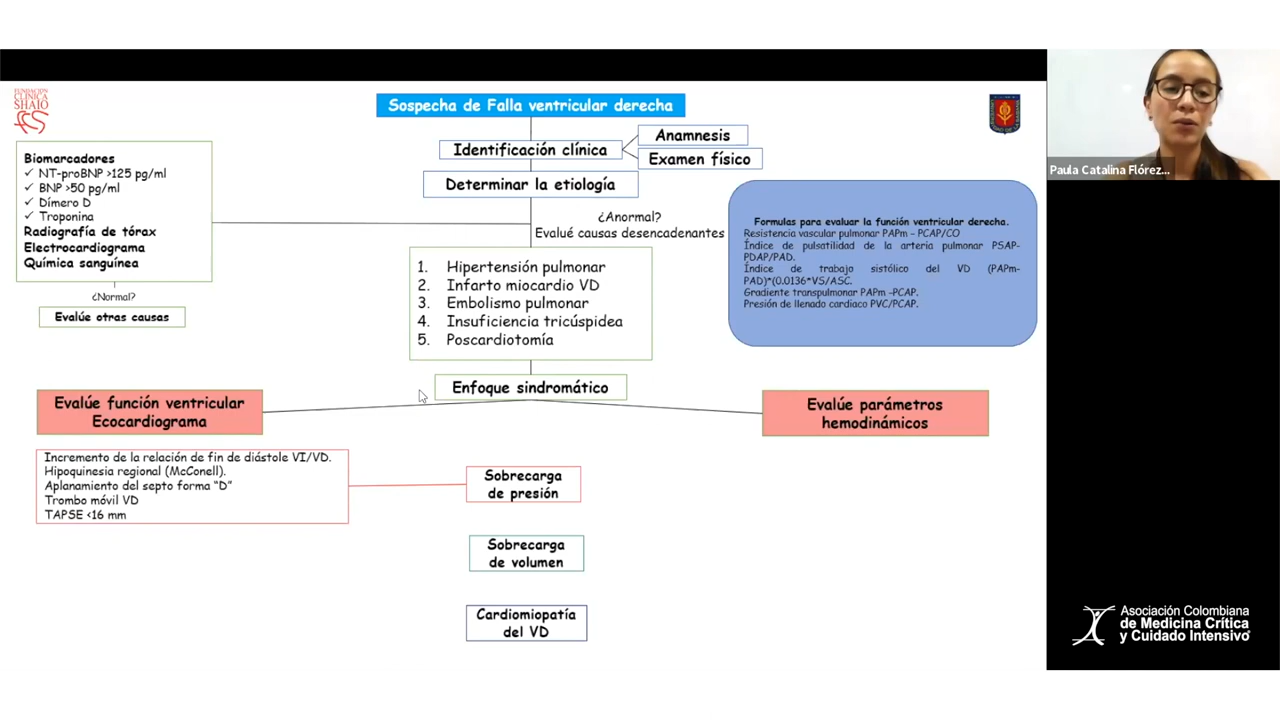 FUNDACIÓN
CLÍNICA
SHAIO
Sospecha de Falla ventricular derecha
Identificación clínica
Anamnesis
Examen físico
Determinar la etiología
Biomarcadores
✓ NT-proBNP >125 pg/ml
✓ BNP >50 pg/ml
✓ Dímero D
✓ Troponina
Radiografía de tórax
Electrocardiograma
Química sanguínea
¿Normal?
Evalúe otras causas
¿Anormal?
Evalué causas desencadenantes
1. Hipertensión pulmonar
2. Infarto miocardio VD
3. Embolismo pulmonar
4. Insuficiencia tricúspidea
5. Poscardiotomía
Formulas para evaluar la función ventricular derecha.
Resistencia vascular pulmonar PAPm - PCAP/CO
Índice de pulsatilidad de la arteria pulmonar PSAP-
PDAP/PAD.
Índice de trabajo sistólico del VD (PAPm-
PAD)*(0.0136*VS/ASC.
Gradiente transpulmonar PAPm -PCAP.
Presión de llenado cardiaco PVC/PCAP.
Enfoque sindromático
Evalúe función ventricular
Ecocardiograma
Evalúe parámetros
hemodinámicos
Incremento de la relación de fin de diástole VI/VD.
Hipoquinesia regional (McConell).
Aplanamiento del septo forma “D”
Trombo móvil VD
TAPSE <16 mm
Sobrecarga
de presión
Sobrecarga
de volumen
Cardiomiopatía
del VD
Paula Catalina Flórez...
Asociación Colombiana
de Medicina Crítica
y Cuidado Intensivo